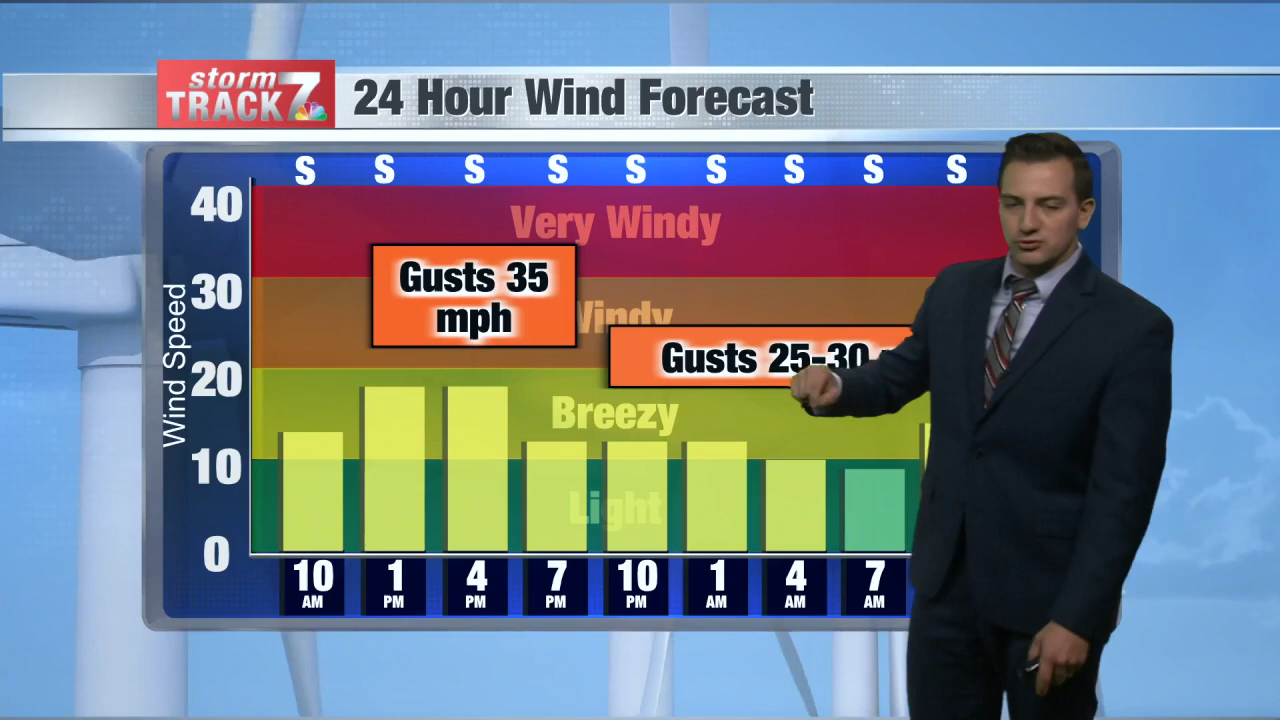 storm
TRACK 7
24 Hour Wind Forecast
S S S S S S S S S
40
30
20
10
0
Wind Speed
Very Windy
Gusts 35
mph
Windy
Gusts 25-30
Breezy
Light
10 1 4 7 10 1 4 7
AM PM PM PM PM AM AM AM